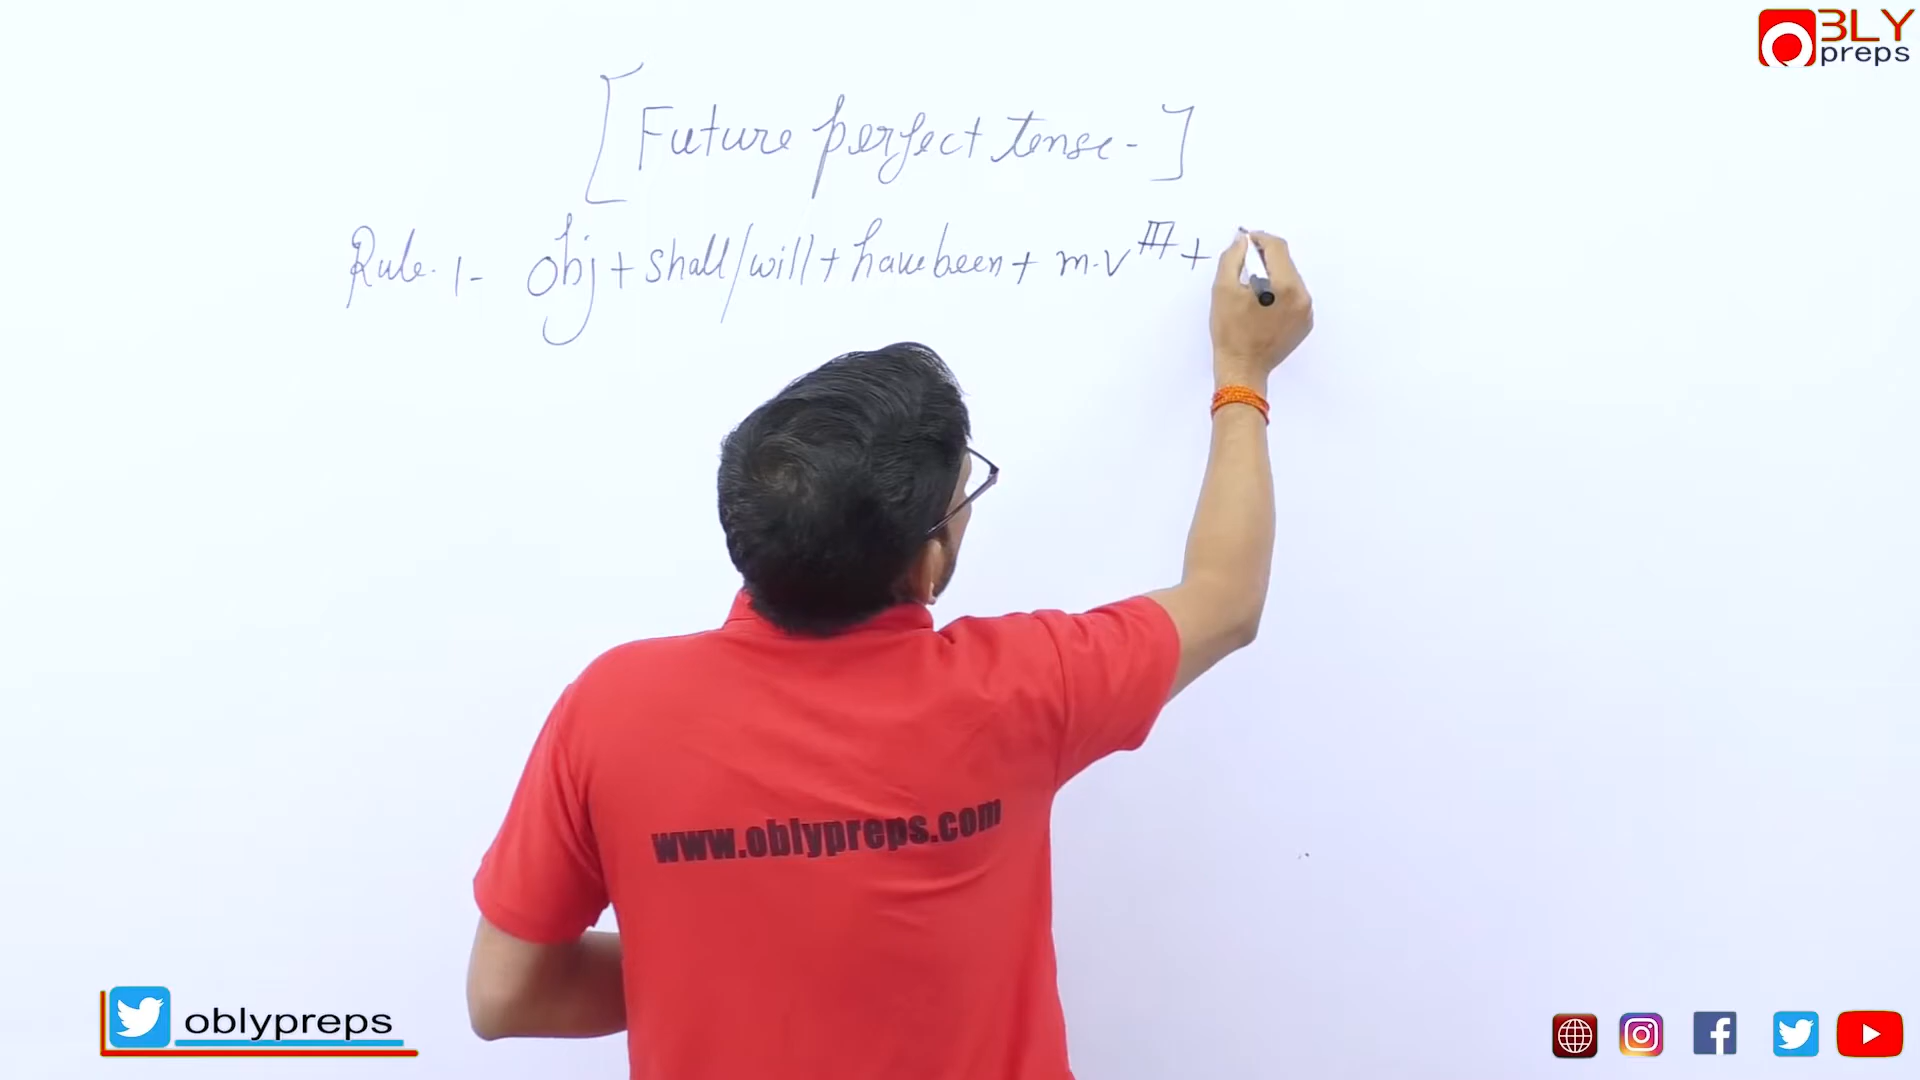 OBLY
preps
[Future perfect tense-]
Rule. 1- Obj + shall/will + have been + m.v III +
www.oblypreps.com
oblypreps